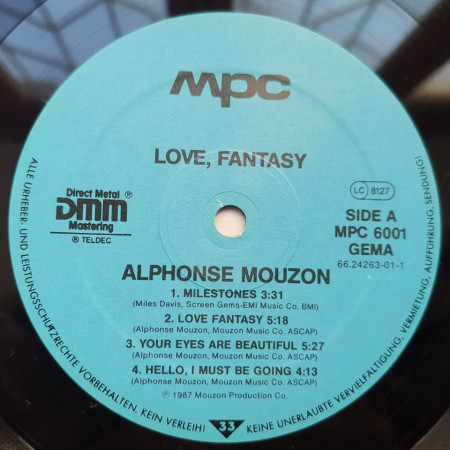 mpc
LOVE, FANTASY
Direct Metal ®
DMM
Mastering
® TELDEC
LC 8127
SIDE A
MPC 6001
GEMA
66.24263-01-1
ALPHONSE MOUZON
1. MILESTONES 3:31
(Miles Davis, Screen Gems-EMI Music Co. BMI)
2. LOVE FANTASY 5:18
(Alphonse Mouzon, Mouzon Music Co. ASCAP)
3. YOUR EYES ARE BEAUTIFUL 5:27
(Alphonse Mouzon, Mouzon Music Co. ASCAP)
4. HELLO, I MUST BE GOING 4:13
(Alphonse Mouzon, Mouzon Music Co. ASCAP)
℗ 1987 Mouzon Production Co.
ALLE URHEBER- UND LEISTUNGSSCHUTZRECHTE VORBEHALTEN. KEIN VERLEIH! 33 KEINE UNERLAUBTE VERVIELFÄLTIGUNG, VERMIETUNG, AUFFÜHRUNG, SENDUNG!